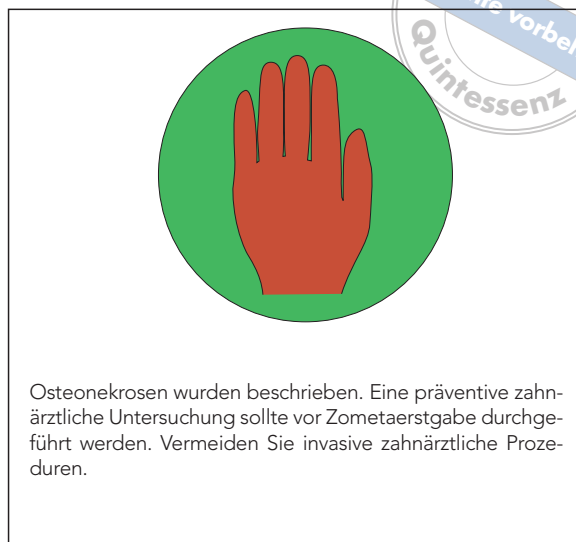 vorbe
Quintessenz
Osteonekrosen wurden beschrieben. Eine präventive zahn-
ärztliche Untersuchung sollte vor Zometaerstgabe durchge-
führt werden. Vermeiden Sie invasive zahnärztliche Proze-
duren.